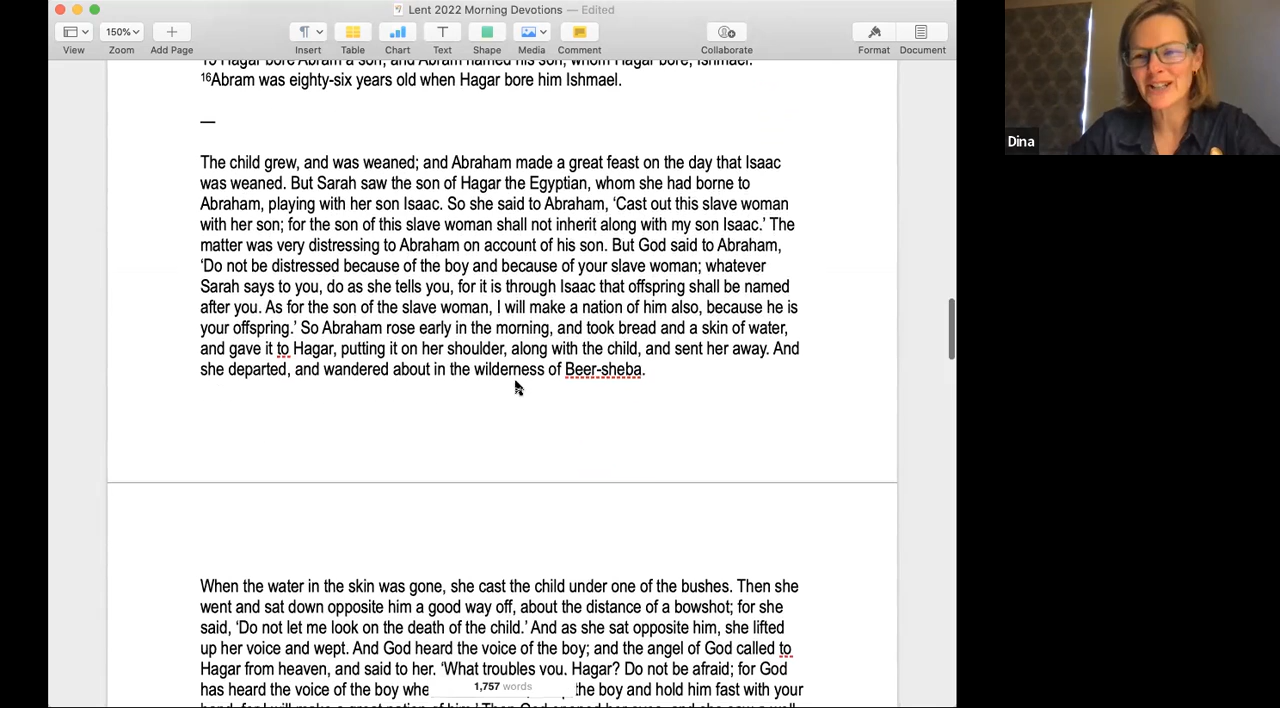 Lent 2022 Morning Devotions — Edited
150%
View Zoom Add Page Insert Table Chart Text Shape Media Comment Collaborate Format Document
15 Hagar bore Abram a son; and Abram named his son, whom Hagar bore, Ishmael.
16Abram was eighty-six years old when Hagar bore him Ishmael.
—
The child grew, and was weaned; and Abraham made a great feast on the day that Isaac
was weaned. But Sarah saw the son of Hagar the Egyptian, whom she had borne to
Abraham, playing with her son Isaac. So she said to Abraham, ‘Cast out this slave woman
with her son; for the son of this slave woman shall not inherit along with my son Isaac.’ The
matter was very distressing to Abraham on account of his son. But God said to Abraham,
‘Do not be distressed because of the boy and because of your slave woman; whatever
Sarah says to you, do as she tells you, for it is through Isaac that offspring shall be named
after you. As for the son of the slave woman, I will make a nation of him also, because he is
your offspring.’ So Abraham rose early in the morning, and took bread and a skin of water,
and gave it to Hagar, putting it on her shoulder, along with the child, and sent her away. And
she departed, and wandered about in the wilderness of Beer-sheba.
When the water in the skin was gone, she cast the child under one of the bushes. Then she
went and sat down opposite him a good way off, about the distance of a bowshot; for she
said, ‘Do not let me look on the death of the child.’ And as she sat opposite him, she lifted
up her voice and wept. And God heard the voice of the boy; and the angel of God called to
Hagar from heaven, and said to her, ‘What troubles you, Hagar? Do not be afraid; for God
has heard the voice of the boy whe the boy and hold him fast with your
1,757 words
Dina